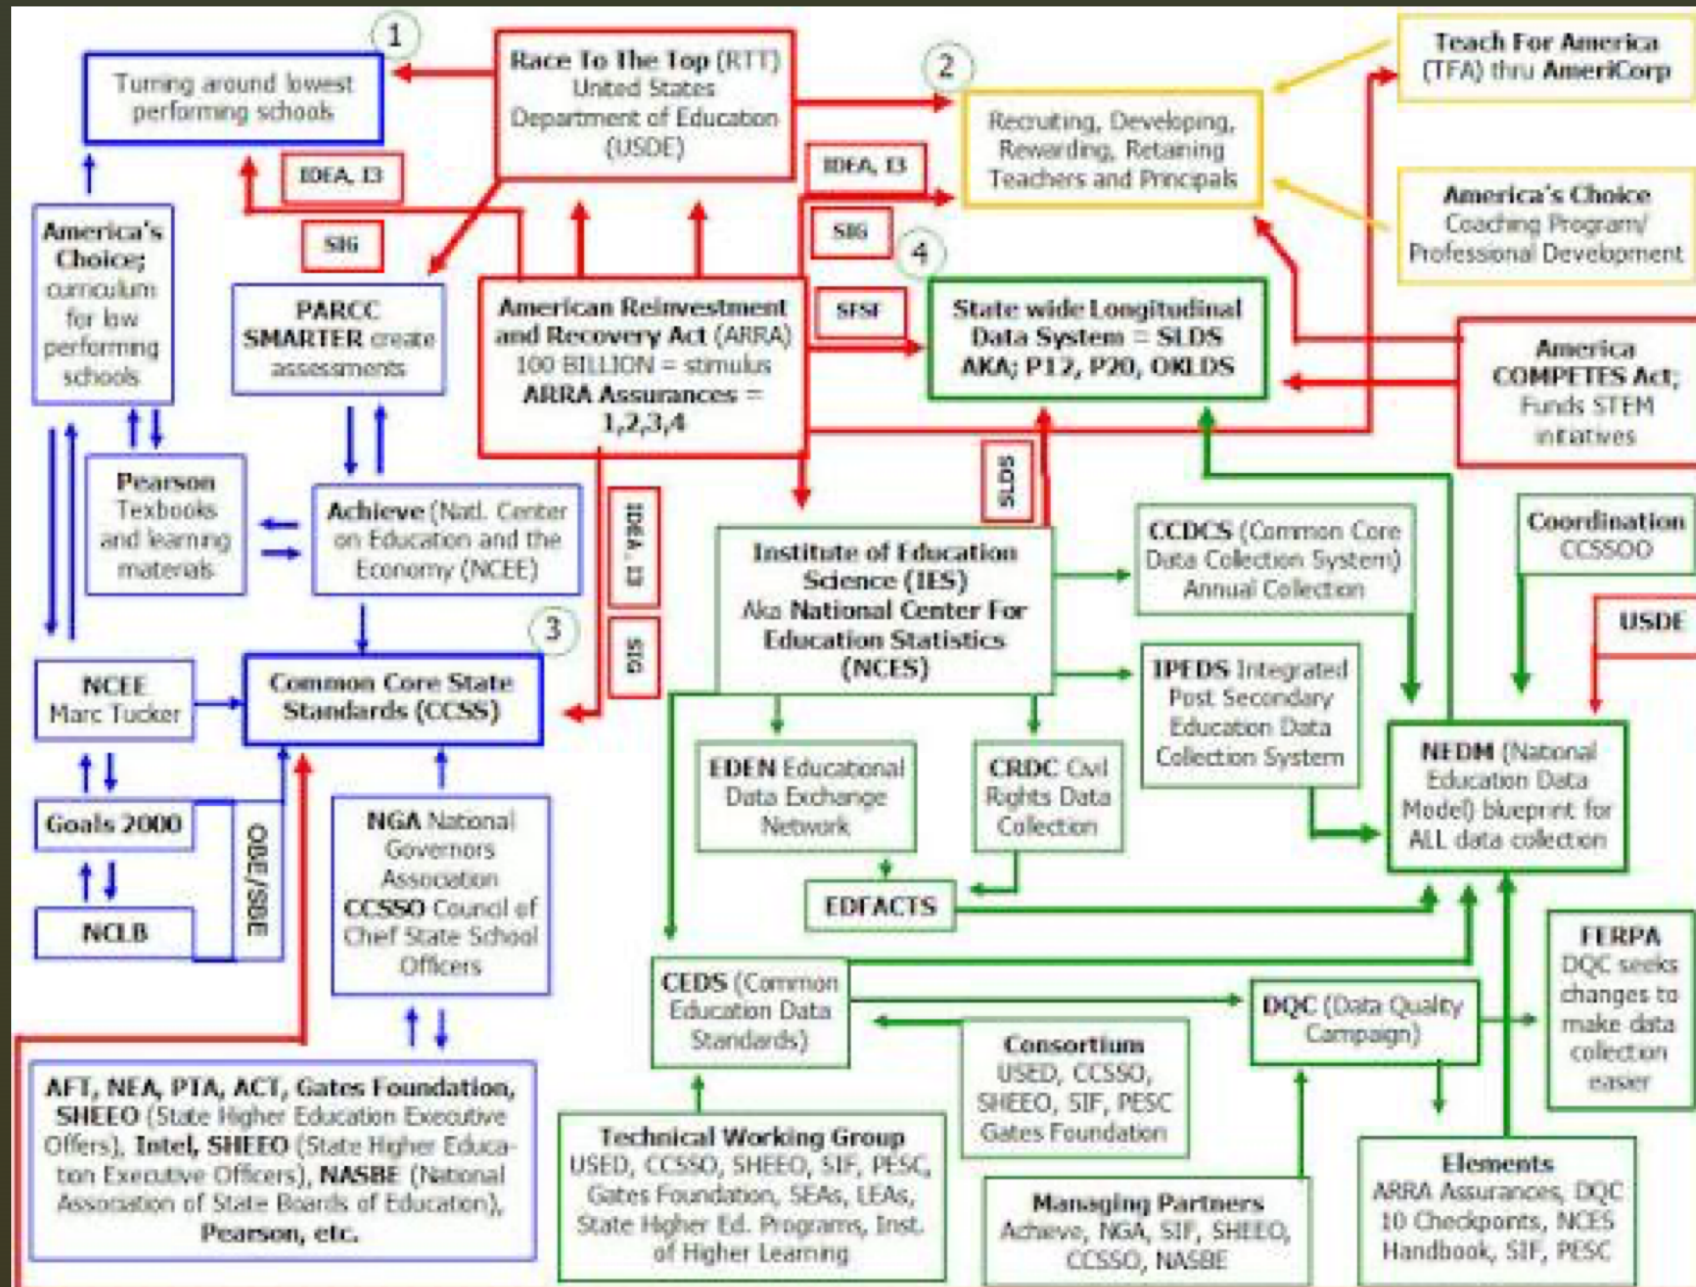 1
Turning around lowest
performing schools
Race To The Top (RTT)
United States
Department of Education
(USDE)
2
Recruiting, Developing,
Rewarding, Retaining
Teachers and Principals
Teach For America
(TFA) thru AmeriCorp
America's Choice
Coaching Program/
Professional Development
IDEA, I3
SIG
IDEA, I3
SIG
SFSF
America's
Choice;
curriculum
for low
performing
schools
PARCC
SMARTER create
assessments
American Reinvestment
and Recovery Act (ARRA)
100 BILLION = stimulus
ARRA Assurances =
1,2,3,4
4
State wide Longitudinal
Data System = SLDS
AKA; P12, P20, OKLDS
America
COMPETES Act;
Funds STEM
initiatives
Pearson
Texbooks
and learning
materials
Achieve (Natl. Center
on Education and the
Economy (NCEE)
IDEA, I3
SIG
SLDS
Institute of Education
Science (IES)
Aka National Center For
Education Statistics
(NCES)
CCDCS (Common Core
Data Collection System)
Annual Collection
Coordination
CCSSOO
USDE
3
NCEE
Marc Tucker
Common Core State
Standards (CCSS)
IPEDS Integrated
Post Secondary
Education Data
Collection System
NEDM (National
Education Data
Model) blueprint for
ALL data collection
EDEN Educational
Data Exchange
Network
CRDC Civil
Rights Data
Collection
Goals 2000
OBE/SBE
NCLB
NGA National
Governors
Association
CCSSO Council of
Chief State School
Officers
EDFACTS
CEDS (Common
Education Data
Standards)
DQC (Data Quality
Campaign)
FERPA
DQC seeks
changes to
make data
collection
easier
Consortium
USED, CCSSO,
SHEEO, SIF, PESC
Gates Foundation
AFT, NEA, PTA, ACT, Gates Foundation,
SHEEO (State Higher Education Executive
Offers), Intel, SHEEO (State Higher Educa-
tion Executive Officers), NASBE (National
Association of State Boards of Education),
Pearson, etc.
Technical Working Group
USED, CCSSO, SHEEO, SIF, PESC,
Gates Foundation, SEAs, LEAs,
State Higher Ed. Programs, Inst.
of Higher Learning
Managing Partners
Achieve, NGA, SIF, SHEEO,
CCSSO, NASBE
Elements
ARRA Assurances, DQC
10 Checkpoints, NCES
Handbook, SIF, PESC